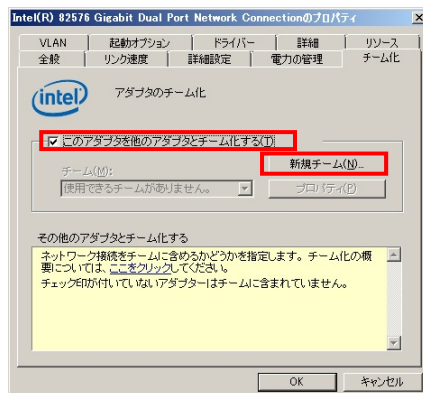 Intel(R) 82576 Gigabit Dual Port Network Connectionのプロパティ
VLAN 起動オプション ドライバー 詳細 リソース
全般 リンク速度 詳細設定 電力の管理 チーム化
intel アダプタのチーム化
このアダプタを他のアダプタとチーム化する(T)
チーム(M): 新規チーム(N)...
使用できるチームがありません。 プロパティ(P)
その他のアダプタとチーム化する
ネットワーク接続をチームに含めるかどうかを指定します。 チーム化の概
要については、ここをクリックしてください。
チェック印が付いていないアダプターはチームに含まれていません。
OK キャンセル